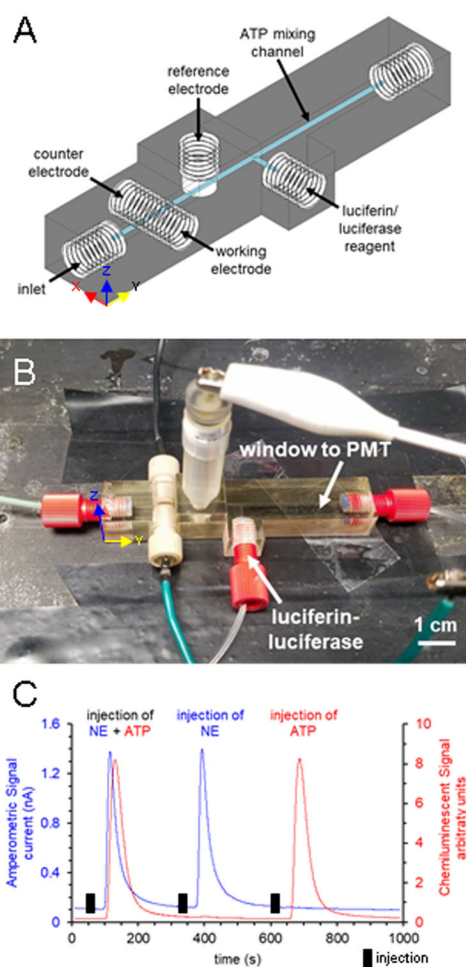 A
ATP mixing
channel
reference
electrode
counter
electrode
luciferin/
luciferase
reagent
working
electrode
inlet
X
Z
Y
B
window to PMT
Z
Y
luciferin-
luciferase
1 cm
C
injection of
NE + ATP
injection of
NE
injection of
ATP
Amperometric Signal
current (nA)
1.6
1.2
0.8
0.4
0
10
8
6
4
2
0
Chemiluminescent Signal
arbitraty units
0 200 400 600 800 1000
time (s)
injection